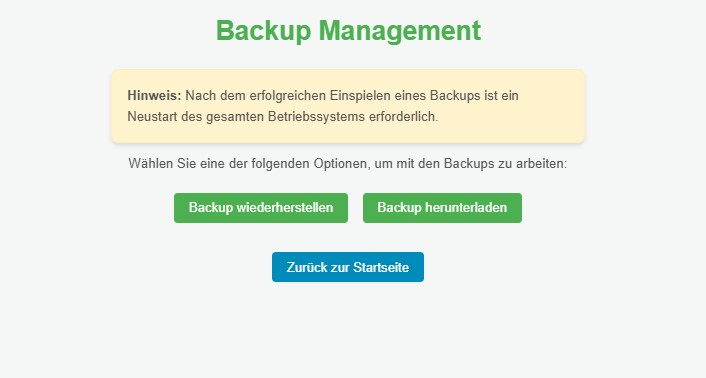 Backup Management
Hinweis: Nach dem erfolgreichen Einspielen eines Backups ist ein
Neustart des gesamten Betriebssystems erforderlich.
Wählen Sie eine der folgenden Optionen, um mit den Backups zu arbeiten:
Backup wiederherstellen Backup herunterladen
Zurück zur Startseite